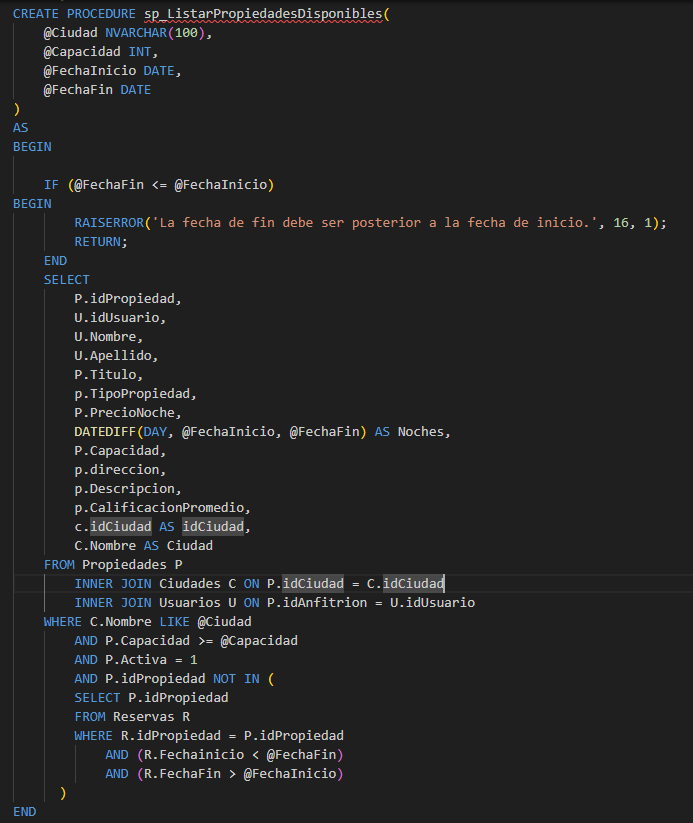 CREATE PROCEDURE sp_ListarPropiedadesDisponibles(
    @Ciudad NVARCHAR(100),
    @Capacidad INT,
    @FechaInicio DATE,
    @FechaFin DATE
)
AS
BEGIN

    IF (@FechaFin <= @FechaInicio)
BEGIN
        RAISERROR('La fecha de fin debe ser posterior a la fecha de inicio.', 16, 1);
        RETURN;
    END
    SELECT
        P.idPropiedad,
        U.idUsuario,
        U.Nombre,
        U.Apellido,
        P.Titulo,
        p.TipoPropiedad,
        P.PrecioNoche,
        DATEDIFF(DAY, @FechaInicio, @FechaFin) AS Noches,
        P.Capacidad,
        p.direccion,
        p.Descripcion,
        p.CalificacionPromedio,
        c.idCiudad AS idCiudad,
        C.Nombre AS Ciudad
    FROM Propiedades P
        INNER JOIN Ciudades C ON P.idCiudad = C.idCiudad
        INNER JOIN Usuarios U ON P.idAnfitrion = U.idUsuario
    WHERE C.Nombre LIKE @Ciudad
        AND P.Capacidad >= @Capacidad
        AND P.Activa = 1
        AND P.idPropiedad NOT IN (
        SELECT P.idPropiedad
        FROM Reservas R
        WHERE R.idPropiedad = P.idPropiedad
            AND (R.Fechainicio < @FechaFin)
            AND (R.FechaFin > @FechaInicio)
      )
END